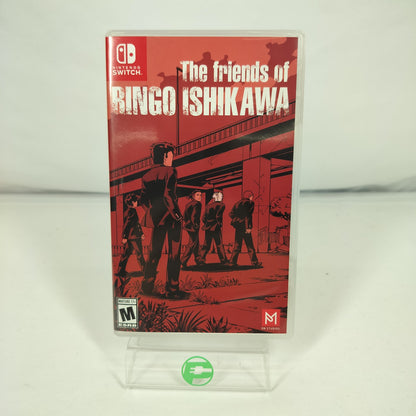 NINTENDO
SWITCH.
The friends of
RINGO ISHIKAWA
MATURE 17+
M
ESRB
PM STUDIOS